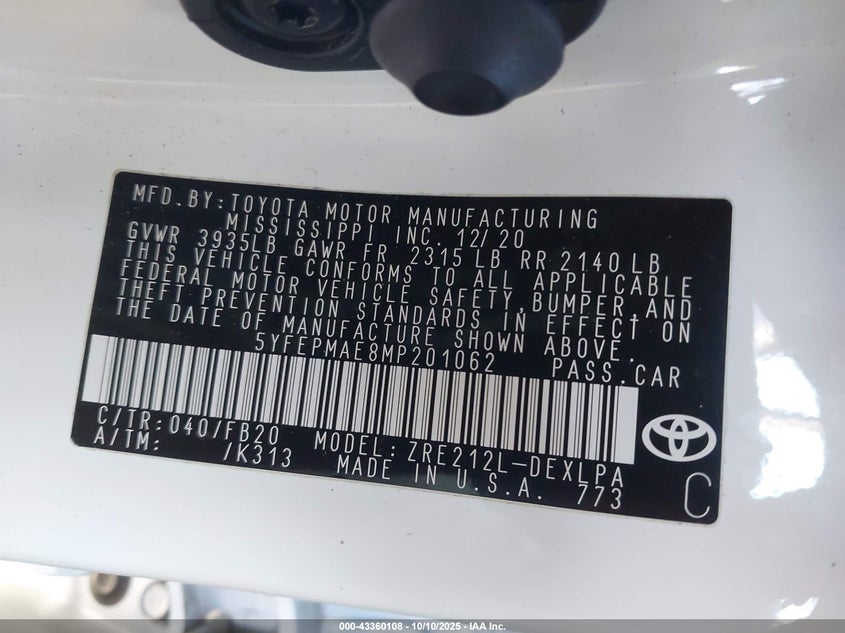 MFD.BY:TOYOTA MOTOR MANUFACTURING
MISSISSIPPI INC. 12/20
GVWR 3935LB GAWR FR 2315 LB RR 2140 LB
THIS VEHICLE CONFORMS TO ALL APPLICABLE
FEDERAL MOTOR VEHICLE SAFETY,BUMPER,AND
THEFT PREVENTION STANDARDS IN EFFECT ON
THE DATE OF MANUFACTURE SHOWN ABOVE.
5YFEPMAE8MP201062 PASS.CAR
C/TR:040/FB20 MODEL:ZRE212L-DEXLPA
A/TM: /K313 MADE IN U.S.A. 773
C
000-43360108 - 10/10/2025 - IAA Inc.